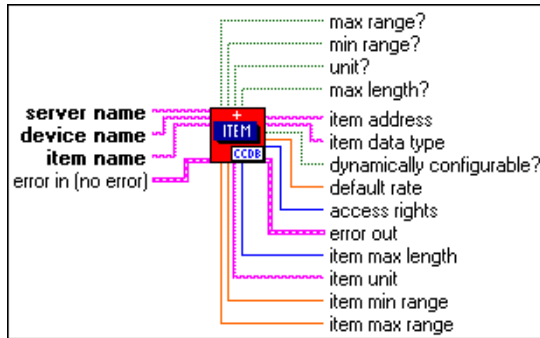 max range?
min range?
unit?
max length?
server name
device name
item name
error in (no error)
+
ITEM
CCDB
item address
item data type
dynamically configurable?
default rate
access rights
error out
item max length
item unit
item min range
item max range